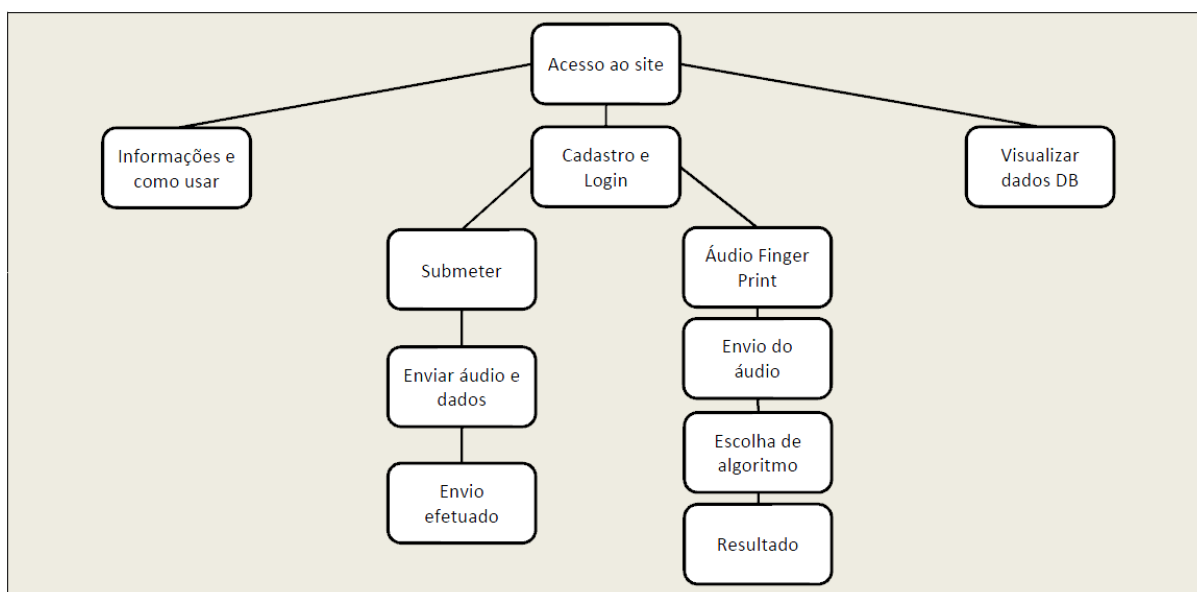 Acesso ao site
Informações e
como usar
Cadastro e
Login
Visualizar
dados DB
Submeter
Áudio Finger
Print
Enviar áudio e
dados
Envio do
áudio
Envio
efetuado
Escolha de
algoritmo
Resultado